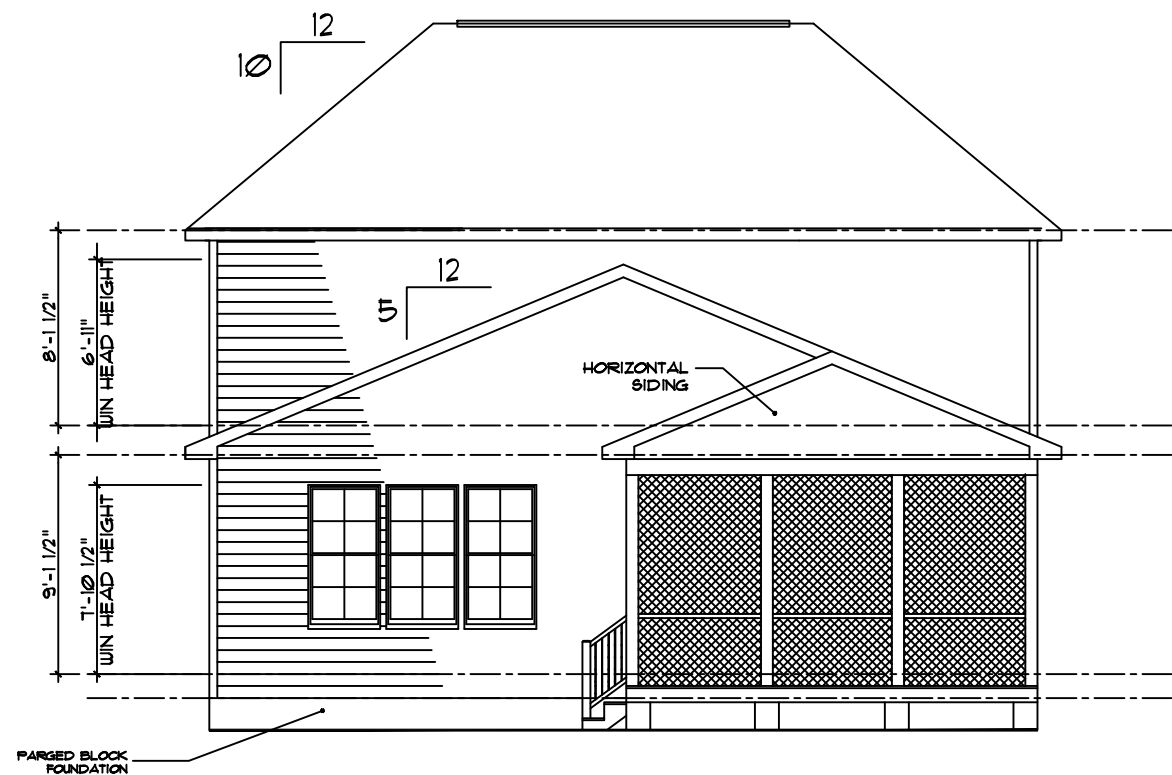 12
10
12
5
8'-1 1/2"
6'-11"
WIN HEAD HEIGHT
HORIZONTAL
SIDING
9'-1 1/2"
7'-10 1/2"
WIN HEAD HEIGHT
PARGED BLOCK
FOUNDATION